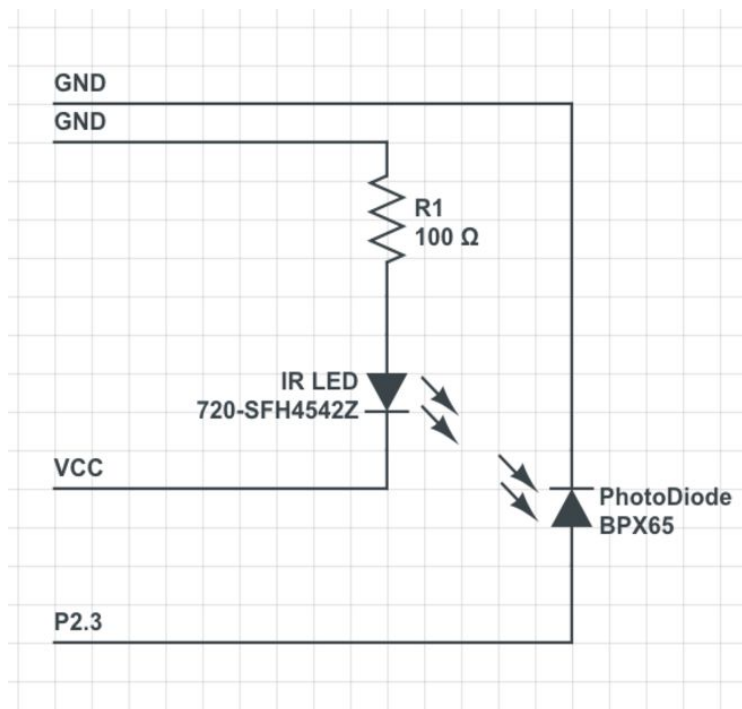 GND
GND
R1
100 Ω
IR LED
720-SFH4542Z
VCC
PhotoDiode
BPX65
P2.3